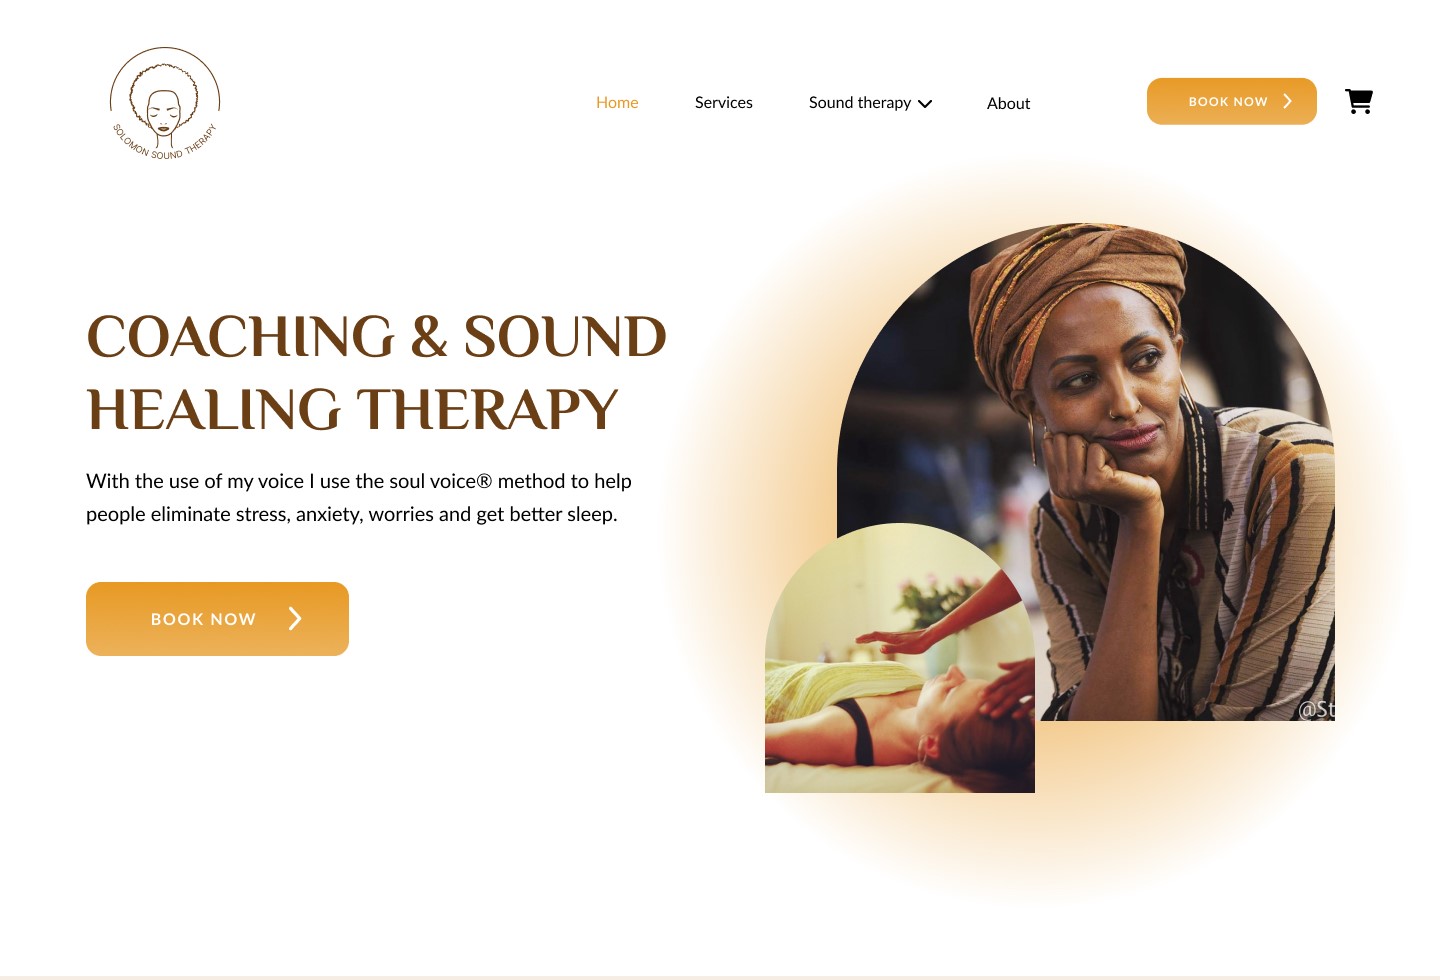 SOLOMON SOUND THERAPY
Home
Services
Sound therapy
About
BOOK NOW
COACHING & SOUND
HEALING THERAPY
With the use of my voice I use the soul voice® method to help
people eliminate stress, anxiety, worries and get better sleep.
BOOK NOW
@St